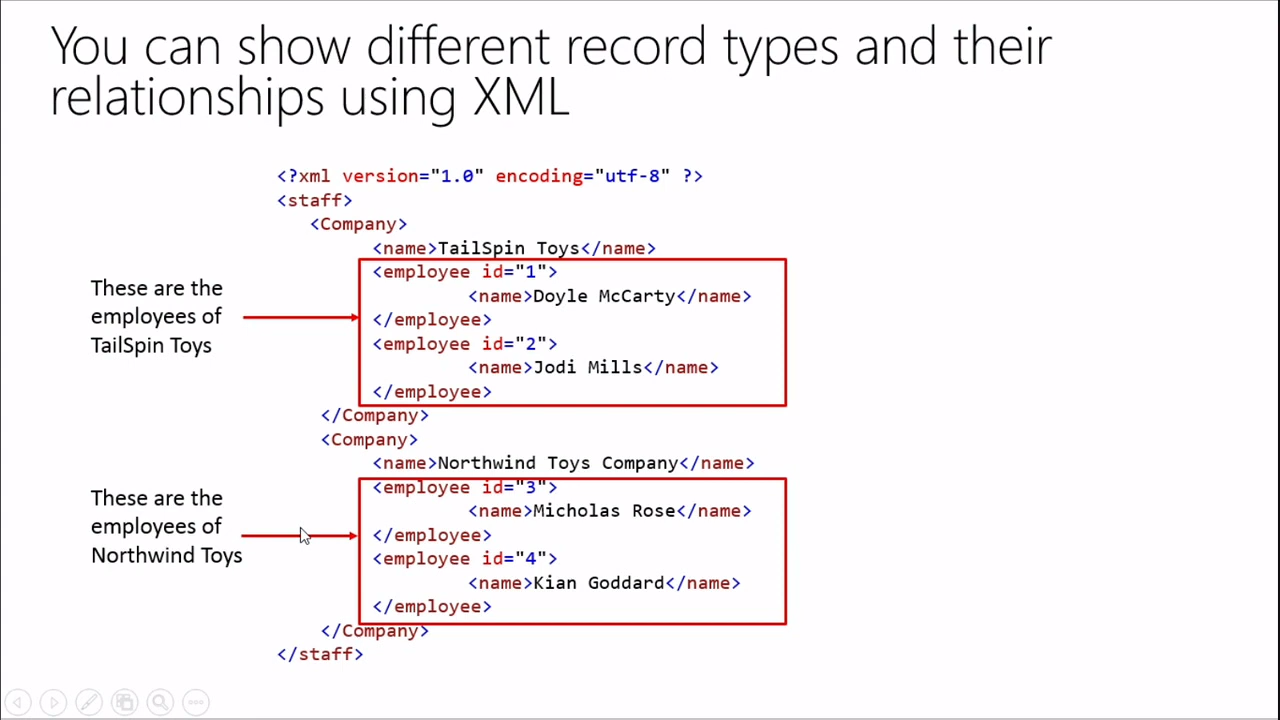 You can show different record types and their
relationships using XML
<?xml version="1.0" encoding="utf-8" ?>
<staff>
<Company>
<name>TailSpin Toys</name>
<employee id="1">
<name>Doyle McCarty</name>
</employee>
<employee id="2">
<name>Jodi Mills</name>
</employee>
</Company>
<Company>
<name>Northwind Toys Company</name>
<employee id="3">
<name>Micholas Rose</name>
</employee>
<employee id="4">
<name>Kian Goddard</name>
</employee>
</Company>
</staff>
These are the
employees of
TailSpin Toys
These are the
employees of
Northwind Toys